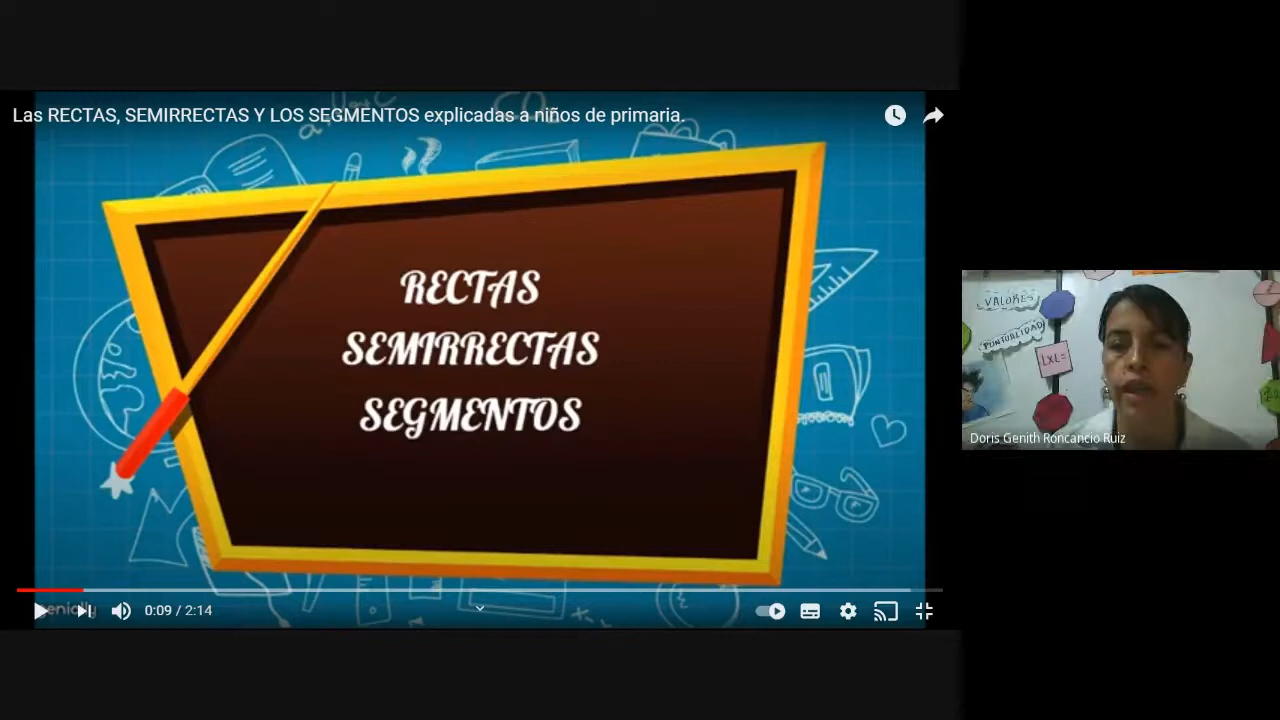 Las RECTAS, SEMIRRECTAS Y LOS SEGMENTOS explicadas a niños de primaria.
RECTAS
SEMIRRECTAS
SEGMENTOS
VALORES
PUNTUALIDAD
LXL=
Doris Genith Roncancio Ruiz
0:09 / 2:14